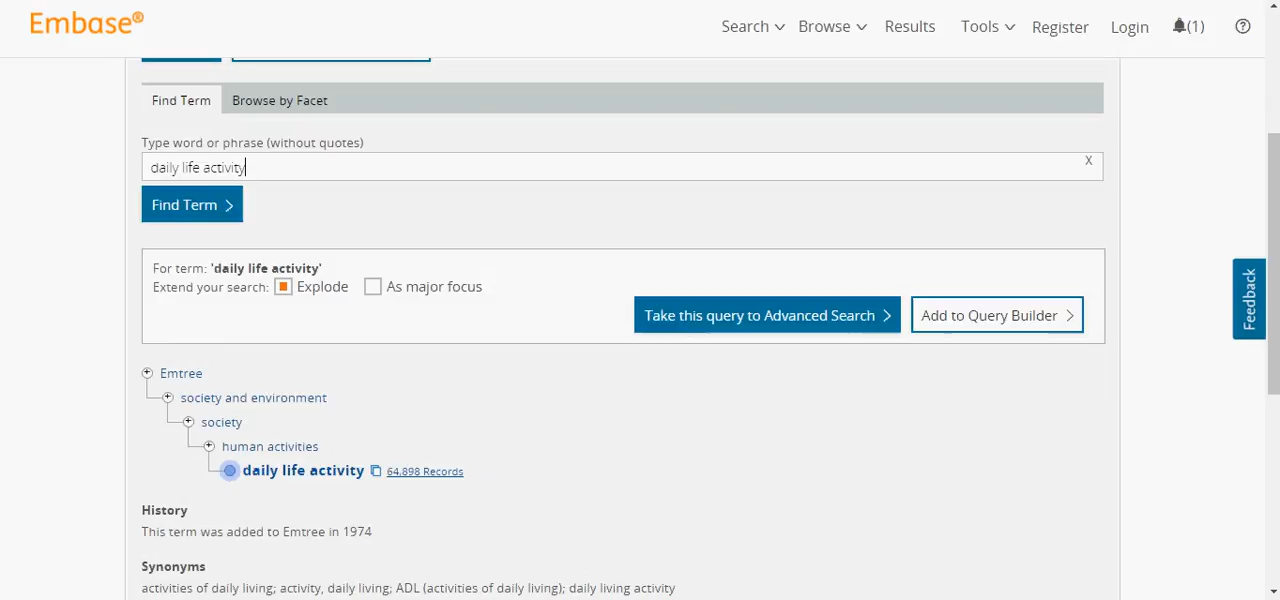 Embase®
Search Browse Results Tools Register Login (1) ?
Find Term Browse by Facet
Type word or phrase (without quotes)
daily life activity X
Find Term
For term: 'daily life activity'
Extend your search: Explode As major focus
Take this query to Advanced Search Add to Query Builder
Feedback
Emtree
society and environment
society
human activities
daily life activity 64,898 Records
History
This term was added to Emtree in 1974
Synonyms
activities of daily living; activity, daily living; ADL (activities of daily living); daily living activity